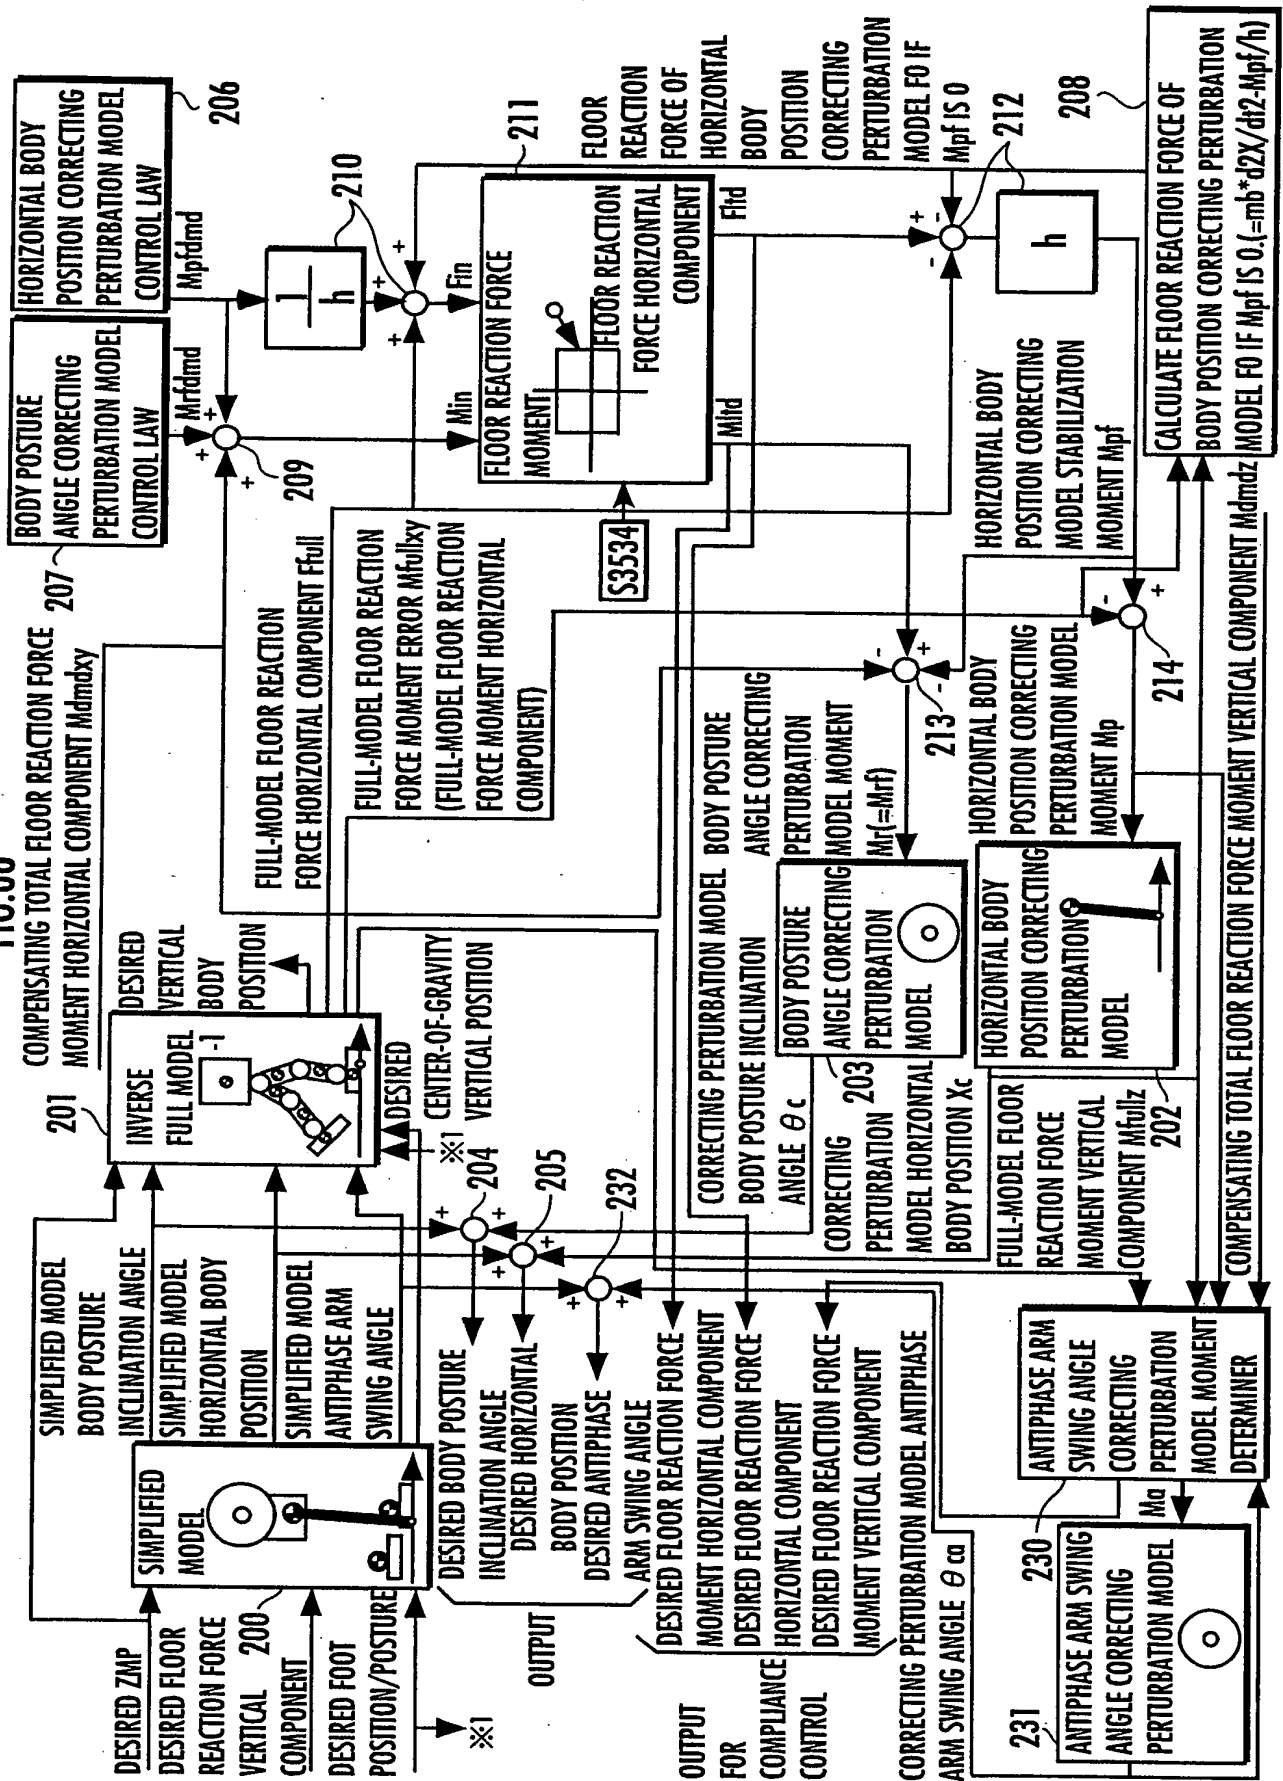 COMPENSATING TOTAL FLOOR REACTION FORCE
MOMENT HORIZONTAL COMPONENT Mdmdxy
207
BODY POSTURE
ANGLE CORRECTING
PERTURBATION MODEL
CONTROL LAW
HORIZONTAL BODY
POSITION CORRECTING
PERTURBATION MODEL
CONTROL LAW
206
Mrfdmd
Mpfdmd
209
1
h
210
Min
Fin
211
FLOOR REACTION FORCE
MOMENT
FLOOR REACTION
FORCE HORIZONTAL
COMPONENT
S3534
Mltd
Fltd
FLOOR
REACTION
FORCE OF
HORIZONTAL
BODY
POSITION
CORRECTING
PERTURBATION
MODEL F0 IF
Mpf IS 0
212
h
208
CALCULATE FLOOR REACTION FORCE OF
BODY POSITION CORRECTING PERTURBATION
MODEL F0 IF Mpf IS 0.(=mb*d2X/dt2-Mpf/h)
201
INVERSE
FULL MODEL
-1
DESIRED
VERTICAL
BODY
POSITION
FULL-MODEL FLOOR REACTION
FORCE HORIZONTAL COMPONENT Ffull
FULL-MODEL FLOOR REACTION
FORCE MOMENT ERROR Mfullxy
(FULL-MODEL FLOOR REACTION
FORCE MOMENT HORIZONTAL
COMPONENT)
DESIRED
CENTER-OF-GRAVITY
VERTICAL POSITION
※1
HORIZONTAL BODY
POSITION CORRECTING
MODEL STABILIZATION
MOMENT Mpf
BODY POSTURE
ANGLE CORRECTING
PERTURBATION
MODEL MOMENT
Mr(=Mrf)
213
214
HORIZONTAL BODY
POSITION CORRECTING
PERTURBATION MODEL
MOMENT Mp
SIMPLIFIED MODEL
BODY POSTURE
INCLINATION ANGLE
SIMPLIFIED MODEL
HORIZONTAL BODY
POSITION
SIMPLIFIED MODEL
ANTIPHASE ARM
SWING ANGLE
204
205
232
CORRECTING PERTURBATION MODEL
BODY POSTURE INCLINATION
ANGLE θc
BODY POSTURE
ANGLE CORRECTING
PERTURBATION
MODEL
203
CORRECTING
PERTURBATION
MODEL HORIZONTAL
BODY POSITION Xc
HORIZONTAL BODY
POSITION CORRECTING
PERTURBATION
MODEL
202
FULL-MODEL FLOOR
REACTION FORCE
MOMENT VERTICAL
COMPONENT Mfullz
COMPENSATING TOTAL FLOOR REACTION FORCE MOMENT VERTICAL COMPONENT Mdmdz
DESIRED ZMP
DESIRED FLOOR
REACTION FORCE
VERTICAL
COMPONENT
DESIRED FOOT
POSITION/POSTURE
※1
200
SIMPLIFIED
MODEL
OUTPUT
DESIRED BODY POSTURE
INCLINATION ANGLE
DESIRED HORIZONTAL
BODY POSITION
DESIRED ANTIPHASE
ARM SWING ANGLE
OUTPUT
FOR
COMPLIANCE
CONTROL
DESIRED FLOOR REACTION FORCE
MOMENT HORIZONTAL COMPONENT
DESIRED FLOOR REACTION FORCE
HORIZONTAL COMPONENT
DESIRED FLOOR REACTION FORCE
MOMENT VERTICAL COMPONENT
CORRECTING PERTURBATION MODEL ANTIPHASE
ARM SWING ANGLE θca
230
ANTIPHASE ARM
SWING ANGLE
CORRECTING
PERTURBATION
MODEL MOMENT
DETERMINER
Ma
231
ANTIPHASE ARM SWING
ANGLE CORRECTING
PERTURBATION MODEL